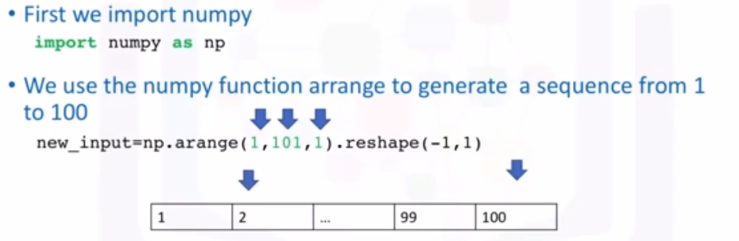 • First we import numpy
import numpy as np
• We use the numpy function arrange to generate a sequence from 1
to 100
new_input=np.arange(1,101,1).reshape(-1,1)
1 2 ... 99 100